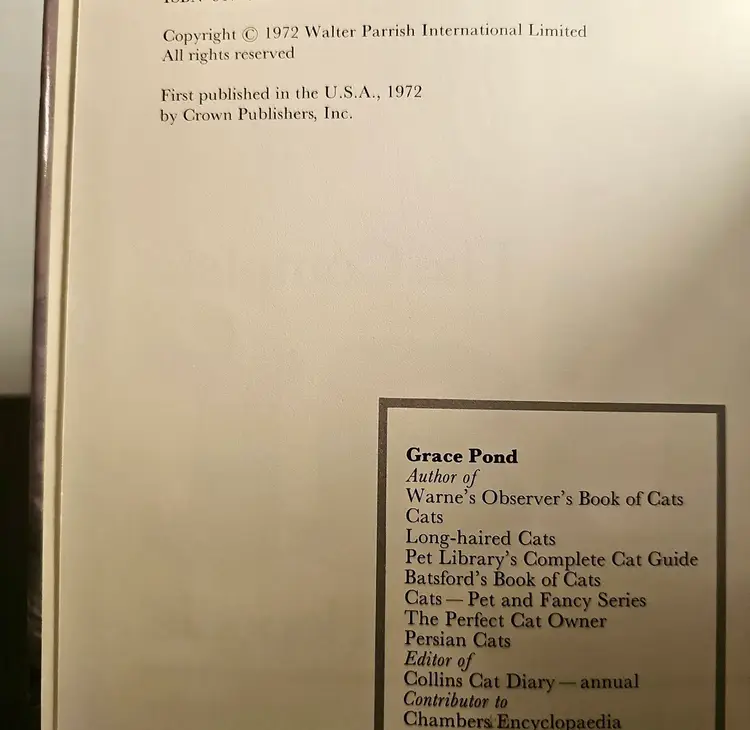 Copyright © 1972 Walter Parrish International Limited
All rights reserved
First published in the U.S.A., 1972
by Crown Publishers, Inc.
Grace Pond
Author of
Warne's Observer's Book of Cats
Cats
Long-haired Cats
Pet Library's Complete Cat Guide
Batsford's Book of Cats
Cats — Pet and Fancy Series
The Perfect Cat Owner
Persian Cats
Editor of
Collins Cat Diary — annual
Contributor to
Chambers Encyclopaedia